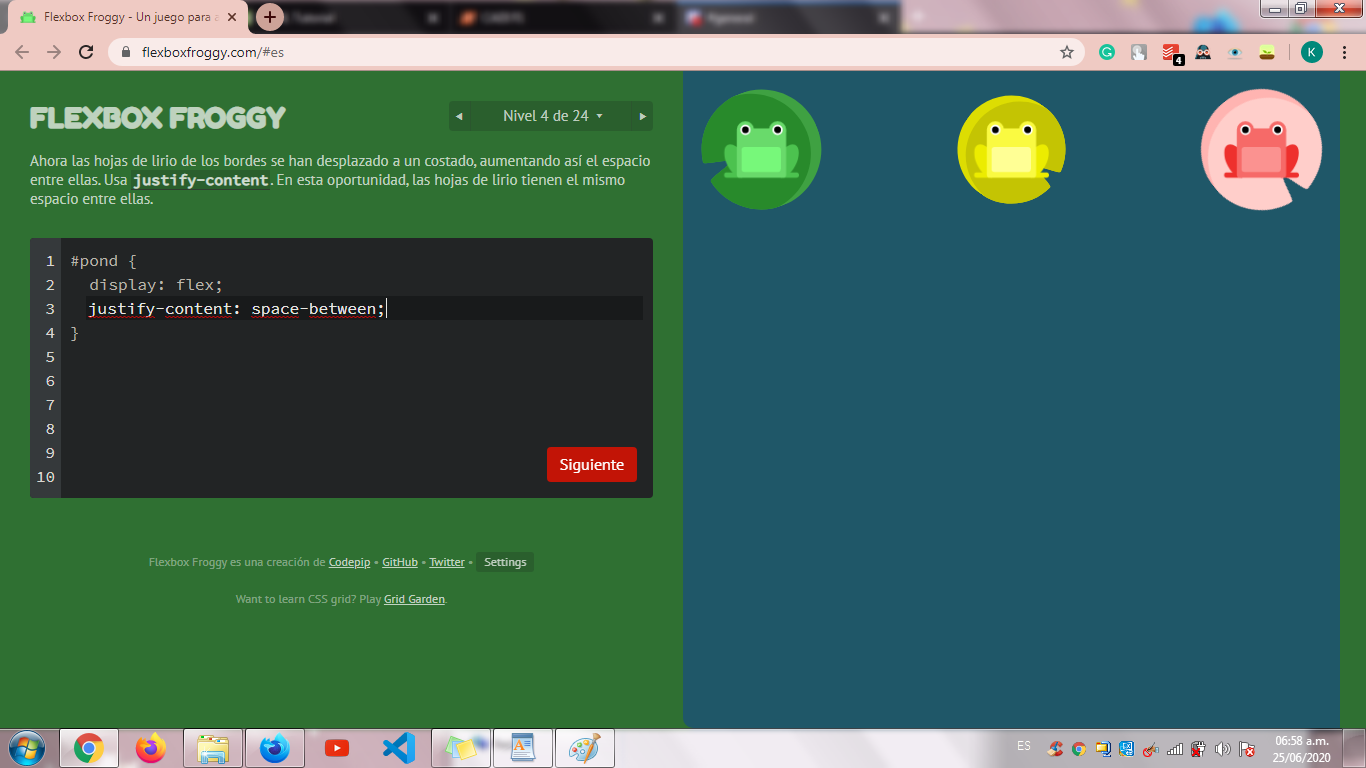 Flexbox Froggy - Un juego para a
Tutorial
flexboxfroggy.com/#es
4
K
FLEXBOX FROGGY
Nivel 4 de 24
Ahora las hojas de lirio de los bordes se han desplazado a un costado, aumentando así el espacio
entre ellas. Usa justify-content. En esta oportunidad, las hojas de lirio tienen el mismo
espacio entre ellas.
1 #pond {
2 display: flex;
3 justify-content: space-between;
4 }
5
6
7
8
9
10
Siguiente
Flexbox Froggy es una creación de Codepip • GitHub • Twitter • Settings
Want to learn CSS grid? Play Grid Garden.
ES
06:58 a.m.
25/06/2020